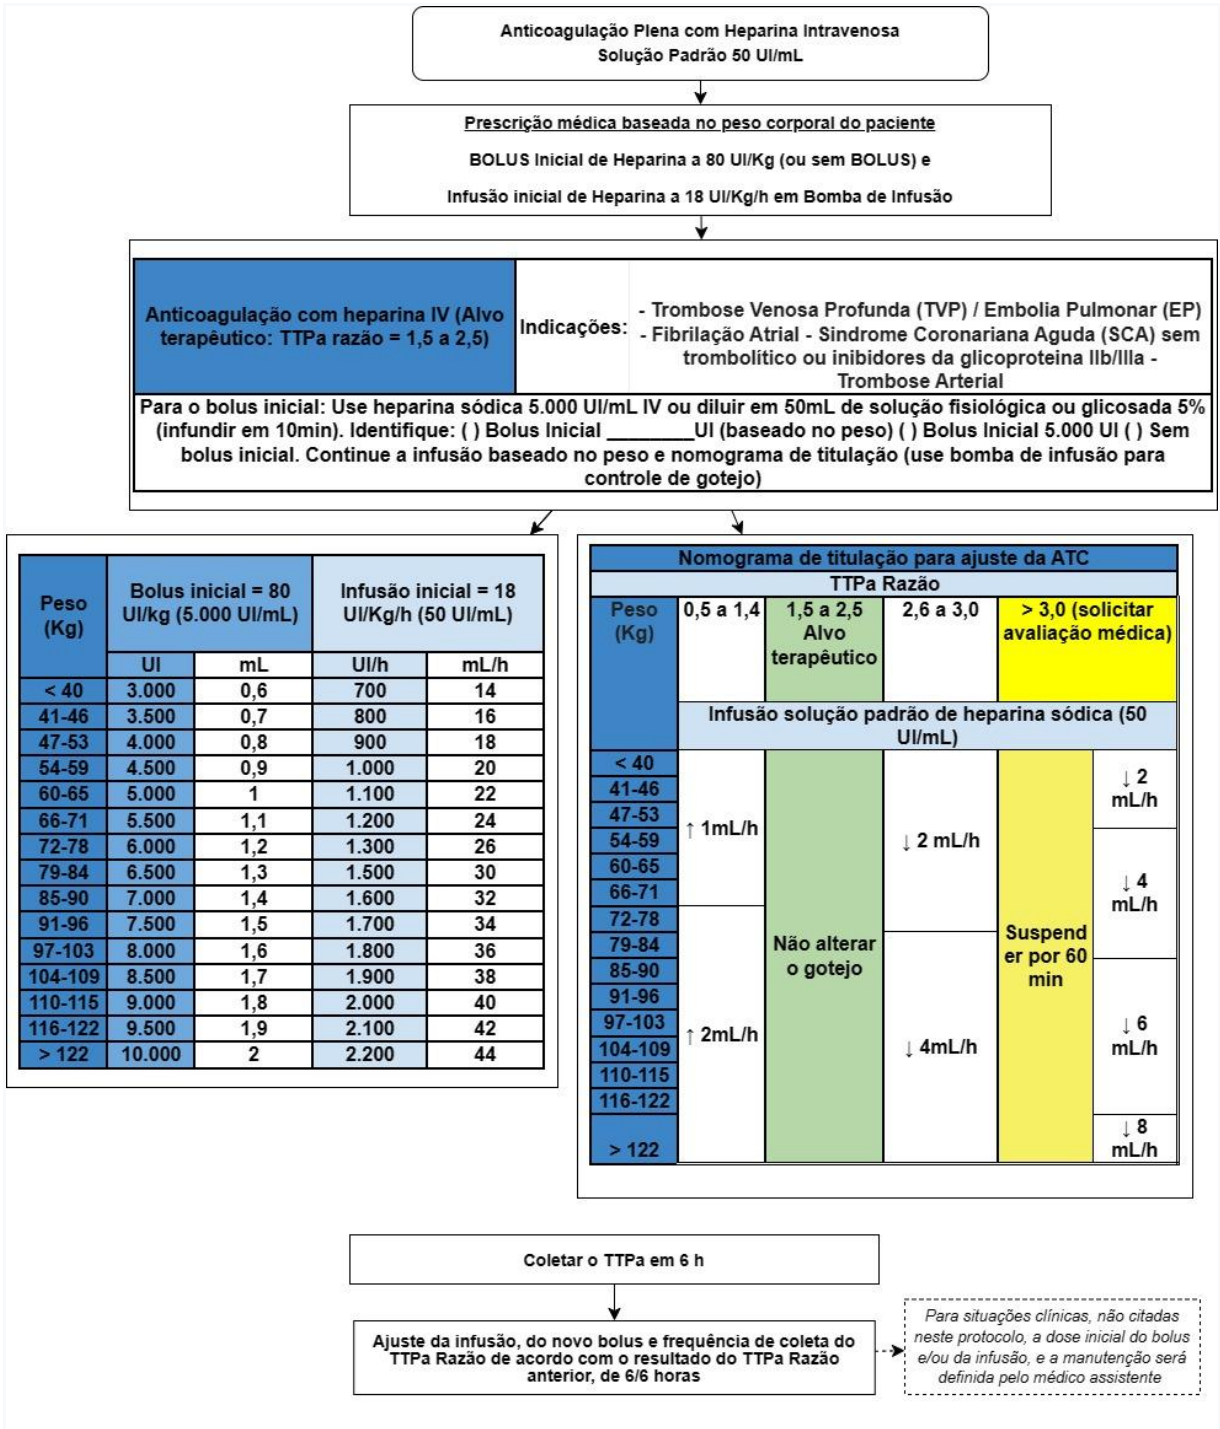 Anticoagulação Plena com Heparina Intravenosa
Solução Padrão 50 UI/mL
Prescrição médica baseada no peso corporal do paciente
BOLUS Inicial de Heparina a 80 UI/Kg (ou sem BOLUS) e
Infusão inicial de Heparina a 18 UI/Kg/h em Bomba de Infusão
Anticoagulação com heparina IV (Alvo
terapêutico: TTPa razão = 1,5 a 2,5)
Indicações:
- Trombose Venosa Profunda (TVP) / Embolia Pulmonar (EP)
- Fibrilação Atrial - Sindrome Coronariana Aguda (SCA) sem
trombolítico ou inibidores da glicoproteina IIb/IIIa -
Trombose Arterial
Para o bolus inicial: Use heparina sódica 5.000 UI/mL IV ou diluir em 50mL de solução fisiológica ou glicosada 5%
(infundir em 10min). Identifique: ( ) Bolus Inicial ________UI (baseado no peso) ( ) Bolus Inicial 5.000 UI ( ) Sem
bolus inicial. Continue a infusão baseado no peso e nomograma de titulação (use bomba de infusão para
controle de gotejo)
Peso
(Kg)
Bolus inicial = 80
UI/kg (5.000 UI/mL)
Infusão inicial = 18
UI/Kg/h (50 UI/mL)
UI mL UI/h mL/h
< 40 3.000 0,6 700 14
41-46 3.500 0,7 800 16
47-53 4.000 0,8 900 18
54-59 4.500 0,9 1.000 20
60-65 5.000 1 1.100 22
66-71 5.500 1,1 1.200 24
72-78 6.000 1,2 1.300 26
79-84 6.500 1,3 1.500 30
85-90 7.000 1,4 1.600 32
91-96 7.500 1,5 1.700 34
97-103 8.000 1,6 1.800 36
104-109 8.500 1,7 1.900 38
110-115 9.000 1,8 2.000 40
116-122 9.500 1,9 2.100 42
> 122 10.000 2 2.200 44
Nomograma de titulação para ajuste da ATC
TTPa Razão
Peso
(Kg)
0,5 a 1,4
1,5 a 2,5
Alvo
terapêutico
2,6 a 3,0
> 3,0 (solicitar
avaliação médica)
Infusão solução padrão de heparina sódica (50
UI/mL)
< 40
41-46
47-53
54-59
60-65
66-71
72-78
79-84
85-90
91-96
97-103
104-109
110-115
116-122
> 122
↑ 1mL/h
↑ 2mL/h
Não alterar
o gotejo
↓ 2 mL/h
↓ 4mL/h
Suspend
er por 60
min
↓ 2
mL/h
↓ 4
mL/h
↓ 6
mL/h
↓ 8
mL/h
Coletar o TTPa em 6 h
Ajuste da infusão, do novo bolus e frequência de coleta do
TTPa Razão de acordo com o resultado do TTPa Razão
anterior, de 6/6 horas
Para situações clínicas, não citadas
neste protocolo, a dose inicial do bolus
e/ou da infusão, e a manutenção será
definida pelo médico assistente